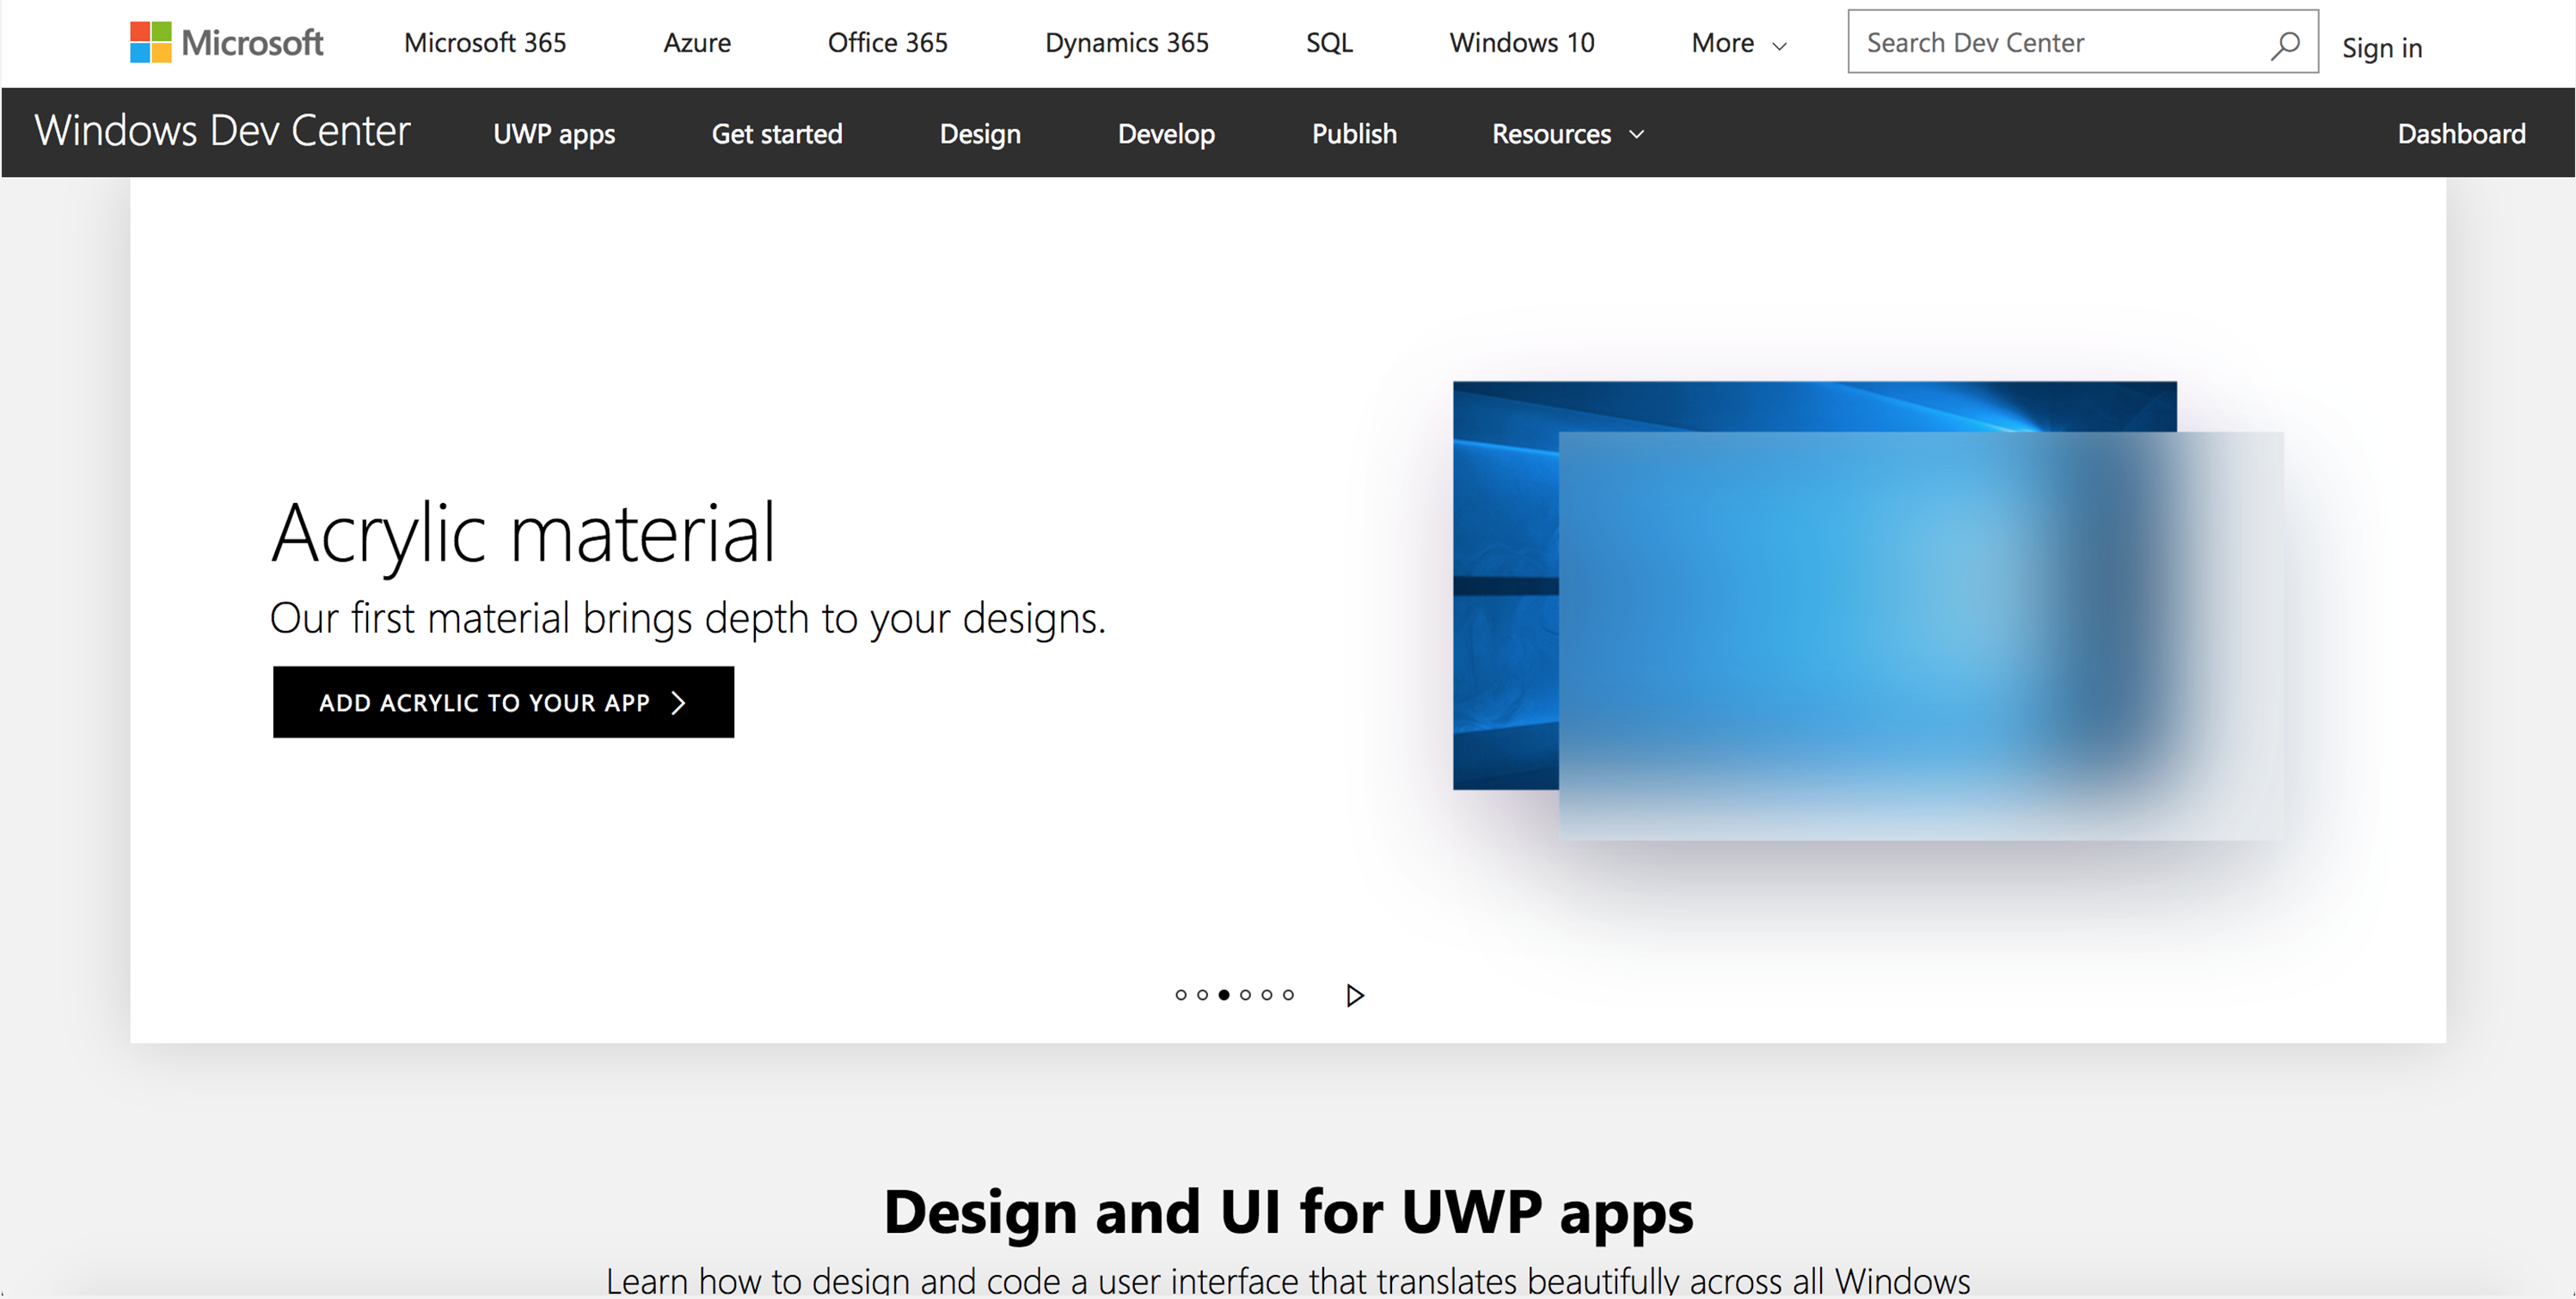 Microsoft Microsoft 365 Azure Office 365 Dynamics 365 SQL Windows 10 More Search Dev Center Sign in
Windows Dev Center UWP apps Get started Design Develop Publish Resources Dashboard
Acrylic material
Our first material brings depth to your designs.
ADD ACRYLIC TO YOUR APP
Design and UI for UWP apps
Learn how to design and code a user interface that translates beautifully across all Windows